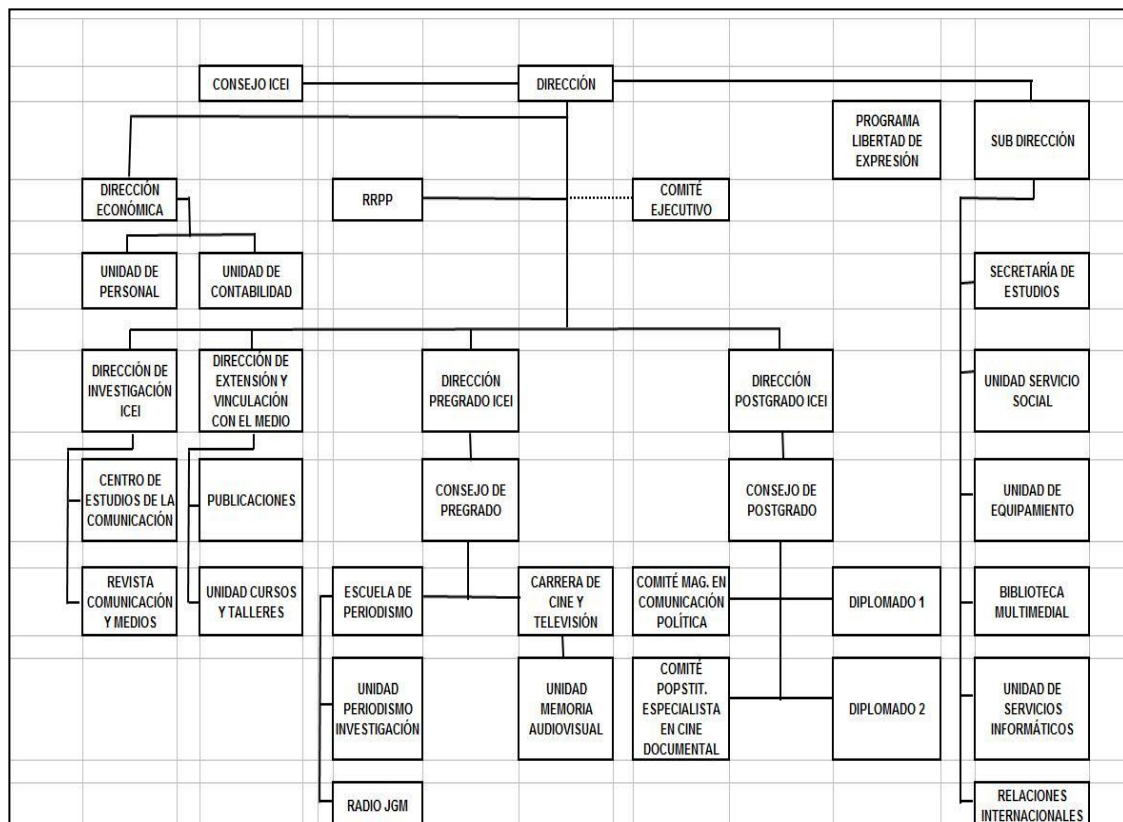 CONSEJO ICEI
DIRECCIÓN
PROGRAMA
LIBERTAD DE
EXPRESIÓN
SUB DIRECCIÓN
DIRECCIÓN
ECONÓMICA
RRPP
COMITÉ
EJECUTIVO
UNIDAD DE
PERSONAL
UNIDAD DE
CONTABILIDAD
SECRETARÍA DE
ESTUDIOS
DIRECCIÓN DE
INVESTIGACIÓN
ICEI
DIRECCIÓN DE
EXTENSIÓN Y
VINCULACIÓN
CON EL MEDIO
DIRECCIÓN
PREGRADO ICEI
DIRECCIÓN
POSTGRADO ICEI
UNIDAD SERVICIO
SOCIAL
CENTRO DE
ESTUDIOS DE LA
COMUNICACIÓN
PUBLICACIONES
CONSEJO DE
PREGRADO
CONSEJO DE
POSTGRADO
UNIDAD DE
EQUIPAMIENTO
REVISTA
COMUNICACIÓN
Y MEDIOS
UNIDAD CURSOS
Y TALLERES
ESCUELA DE
PERIODISMO
CARRERA DE
CINE Y
TELEVISIÓN
COMITÉ MAG. EN
COMUNICACIÓN
POLÍTICA
DIPLOMADO 1
BIBLIOTECA
MULTIMEDIAL
UNIDAD
PERIODISMO
INVESTIGACIÓN
UNIDAD
MEMORIA
AUDIOVISUAL
COMITÉ
POPSTIT.
ESPECIALISTA
EN CINE
DOCUMENTAL
DIPLOMADO 2
UNIDAD DE
SERVICIOS
INFORMÁTICOS
RADIO JGM
RELACIONES
INTERNACIONALES